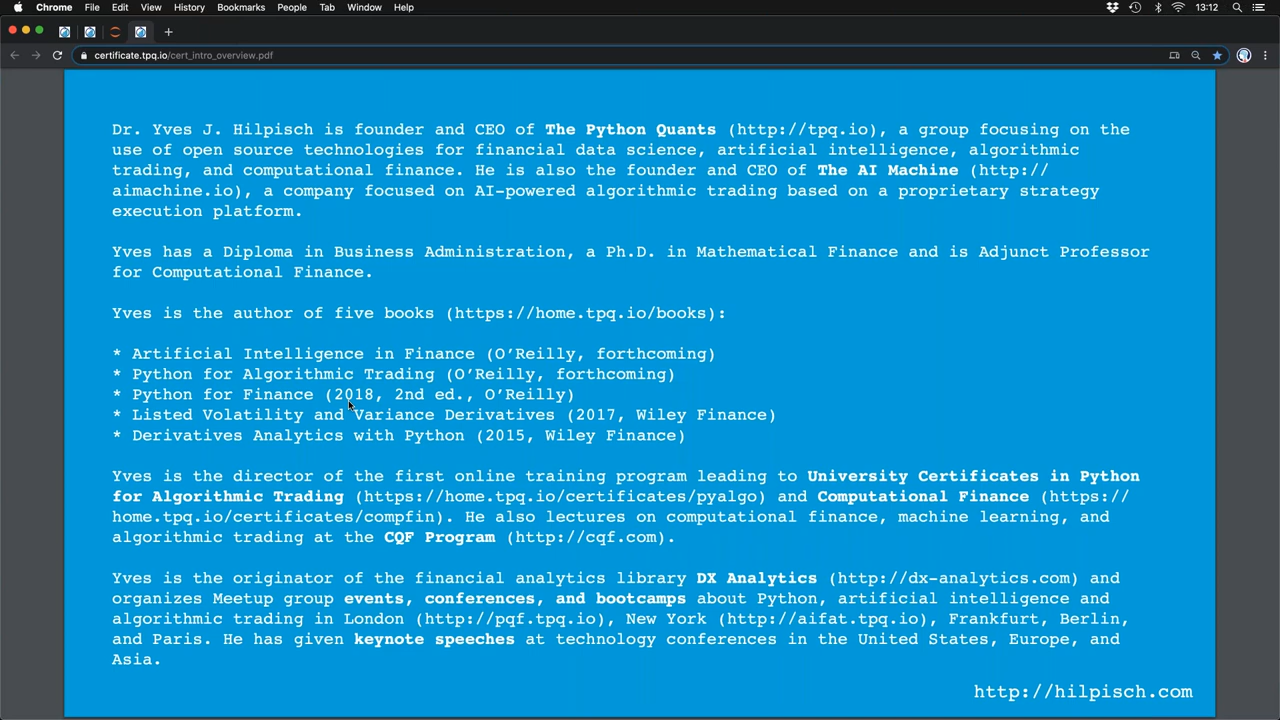 Chrome File Edit View History Bookmarks People Tab Window Help 13:12
certificate.tpq.io/cert_intro_overview.pdf
Dr. Yves J. Hilpisch is founder and CEO of The Python Quants (http://tpq.io), a group focusing on the
use of open source technologies for financial data science, artificial intelligence, algorithmic
trading, and computational finance. He is also the founder and CEO of The AI Machine (http://
aimachine.io), a company focused on AI-powered algorithmic trading based on a proprietary strategy
execution platform.
Yves has a Diploma in Business Administration, a Ph.D. in Mathematical Finance and is Adjunct Professor
for Computational Finance.
Yves is the author of five books (https://home.tpq.io/books):
* Artificial Intelligence in Finance (O’Reilly, forthcoming)
* Python for Algorithmic Trading (O’Reilly, forthcoming)
* Python for Finance (2018, 2nd ed., O’Reilly)
* Listed Volatility and Variance Derivatives (2017, Wiley Finance)
* Derivatives Analytics with Python (2015, Wiley Finance)
Yves is the director of the first online training program leading to University Certificates in Python
for Algorithmic Trading (https://home.tpq.io/certificates/pyalgo) and Computational Finance (https://
home.tpq.io/certificates/compfin). He also lectures on computational finance, machine learning, and
algorithmic trading at the CQF Program (http://cqf.com).
Yves is the originator of the financial analytics library DX Analytics (http://dx-analytics.com) and
organizes Meetup group events, conferences, and bootcamps about Python, artificial intelligence and
algorithmic trading in London (http://pqf.tpq.io), New York (http://aifat.tpq.io), Frankfurt, Berlin,
and Paris. He has given keynote speeches at technology conferences in the United States, Europe, and
Asia.
http://hilpisch.com